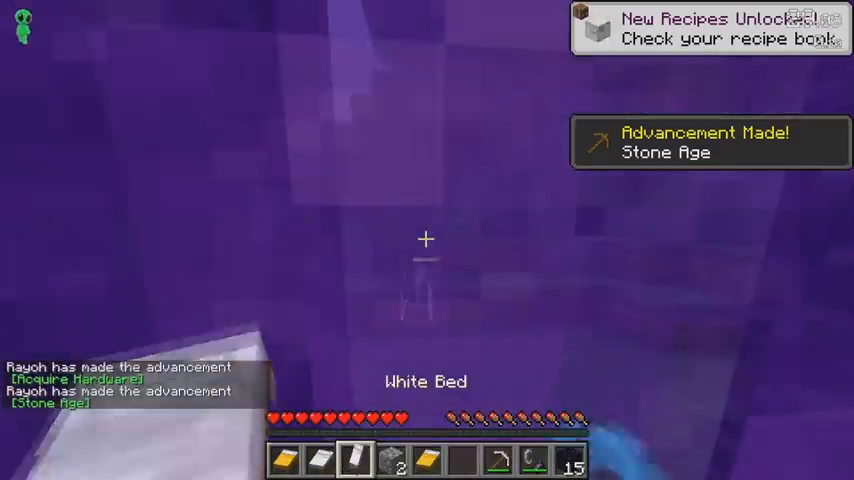 New Recipes Unlocked!
Check your recipe book
Advancement Made!
Stone Age
Rayoh has made the advancement
[Acquire Hardware]
Rayoh has made the advancement
[Stone Age]
White Bed
2
15